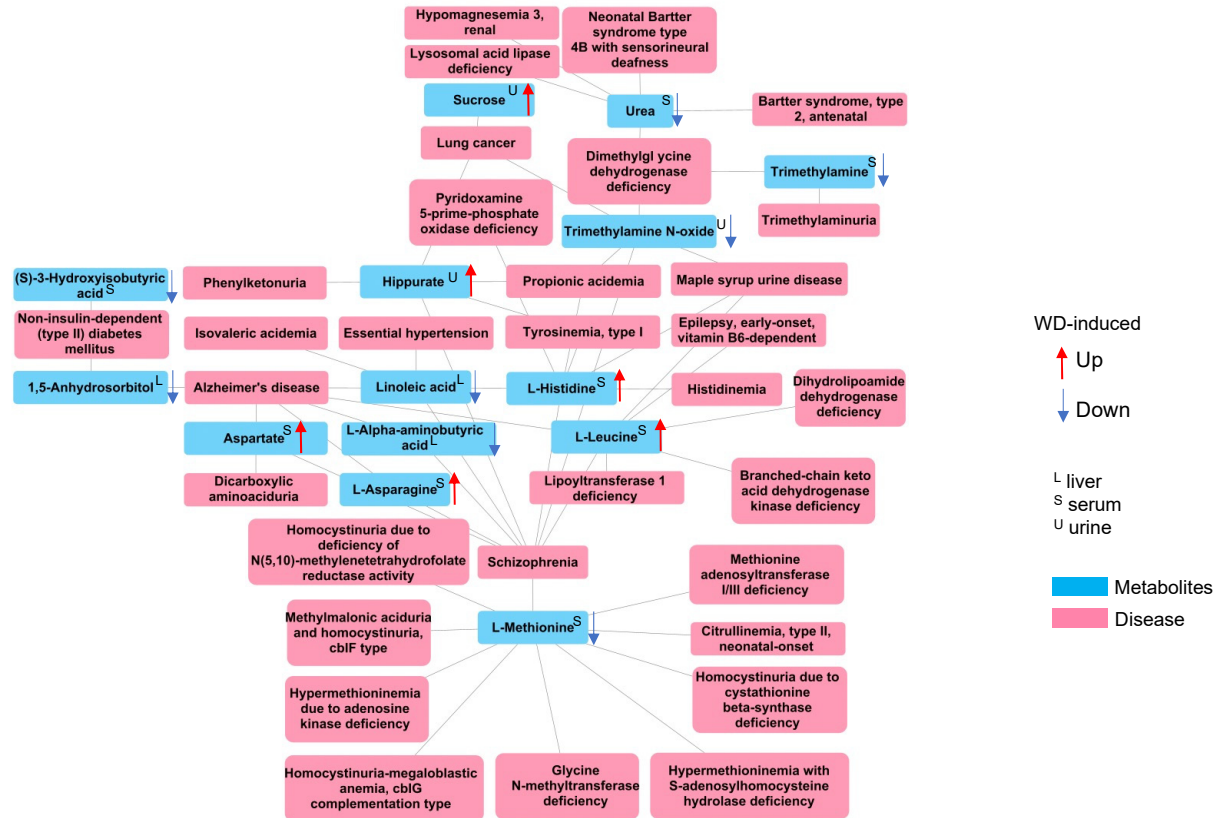 Hypomagnesemia 3,
renal
Neonatal Bartter
syndrome type
4B with sensorineural
deafness
Lysosomal acid lipase
deficiency
Sucrose U
Urea S
Bartter syndrome, type
2, antenatal
Lung cancer
Dimethylgl ycine
dehydrogenase
deficiency
Trimethylamine S
Pyridoxamine
5-prime-phosphate
oxidase deficiency
Trimethylamine N-oxide U
Trimethylaminuria
(S)-3-Hydroxyisobutyric
acid S
Phenylketonuria
Hippurate U
Propionic acidemia
Maple syrup urine disease
Non-insulin-dependent
(type II) diabetes
mellitus
Isovaleric acidemia
Essential hypertension
Tyrosinemia, type I
Epilepsy, early-onset,
vitamin B6-dependent
1,5-Anhydrosorbitol L
Alzheimer's disease
Linoleic acid L
L-Histidine S
Histidinemia
Dihydrolipoamide
dehydrogenase
deficiency
Aspartate S
L-Alpha-aminobutyric
acid L
L-Leucine S
Dicarboxylic
aminoaciduria
L-Asparagine S
Lipoyltransferase 1
deficiency
Branched-chain keto
acid dehydrogenase
kinase deficiency
Homocystinuria due to
deficiency of
N(5,10)-methylenetetrahydrofolate
reductase activity
Schizophrenia
Methionine
adenosyltransferase
I/III deficiency
Methylmalonic aciduria
and homocystinuria,
cblF type
L-Methionine S
Citrullinemia, type II,
neonatal-onset
Hypermethioninemia
due to adenosine
kinase deficiency
Homocystinuria due to
cystathionine
beta-synthase
deficiency
Homocystinuria-megaloblastic
anemia, cblG
complementation type
Glycine
N-methyltransferase
deficiency
Hypermethioninemia with
S-adenosylhomocysteine
hydrolase deficiency
WD-induced
Up
Down
L liver
S serum
U urine
Metabolites
Disease